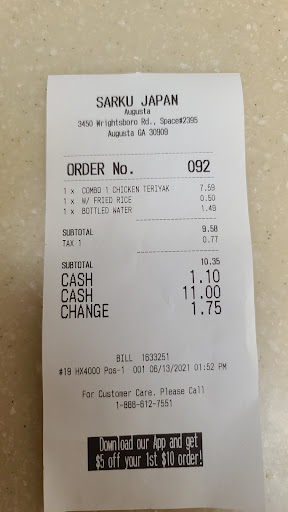 SARKU JAPAN
Augusta
3450 Wrightsboro Rd., Space#2395
Augusta GA 30909
ORDER No. 092
1 x COMBO 1 CHICKEN TERIYAK 7.59
1 x W/ FRIED RICE 0.50
1 x BOTTLED WATER 1.49
SUBTOTAL 9.58
TAX 1 0.77
SUBTOTAL 10.35
CASH 1.10
CASH 11.00
CHANGE 1.75
BILL 1633251
#19 HX4000 Pos-1 001 06/13/2021 01:52 PM
For Customer Care, Please Call
1-888-612-7551
Download our App and get
$5 off your 1st $10 order!